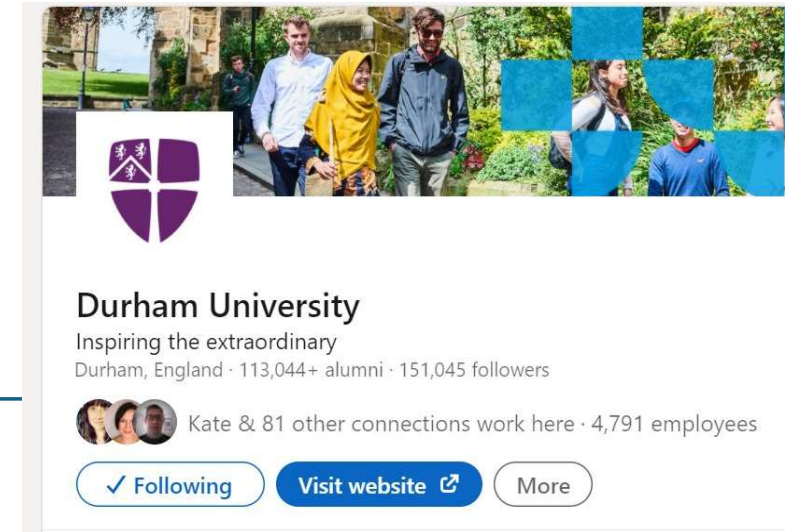 Durham University
Inspiring the extraordinary
Durham, England · 113,044+ alumni · 151,045 followers
Kate & 81 other connections work here · 4,791 employees
✓ Following
Visit website
More